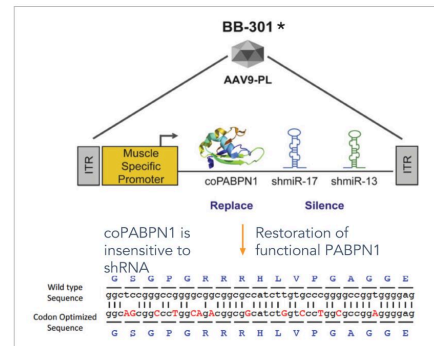 BB-301 *
AAV9-PL
ITR
Muscle
Specific
Promoter
coPABPN1
shmiR-17
shmiR-13
ITR
Replace
Silence
coPABPN1 is
insensitive to
shRNA
Restoration of
functional PABPN1
G S G P G R R R H L V P G A G G E
Wild type
Sequence
ggctccgggccggggcggcggcgccatcttgtgcccggggccggtggggag
Codon Optimized
Sequence
ggcAGcggCccTggCagAcggcgGcatctGgtCccTggCgccggAggggag
G S G P G R R R H L V P G A G G E